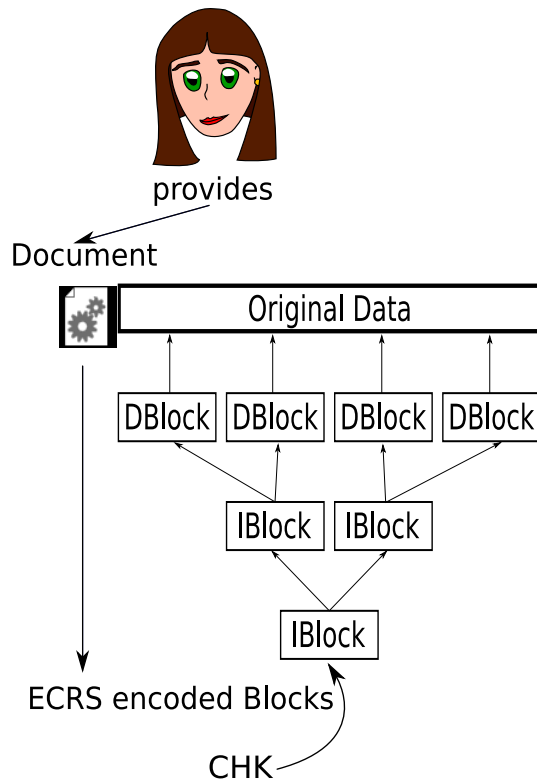 provides
Document
Original Data
DBlock DBlock DBlock DBlock
IBlock IBlock
IBlock
ECRS encoded Blocks
CHK